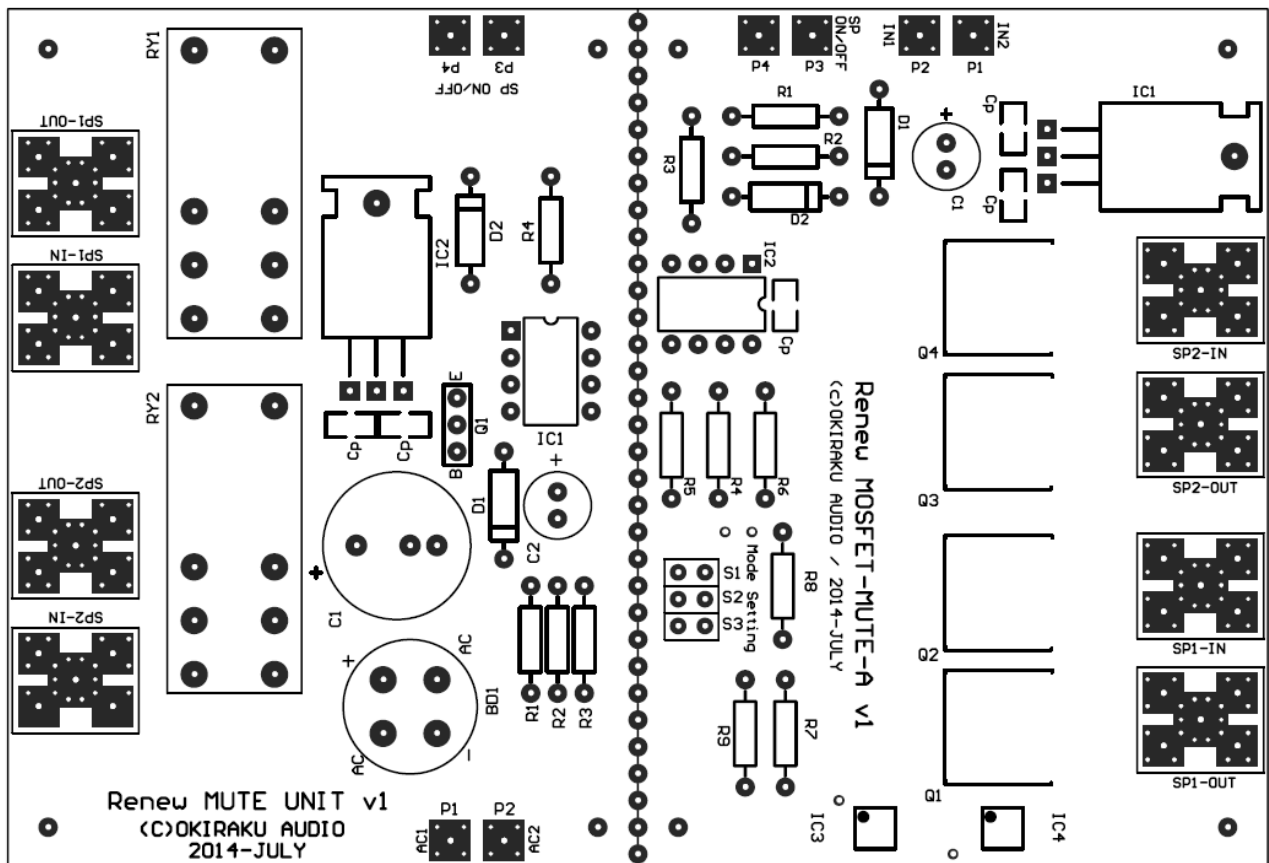 RY1
P4
P3
SP ON/OFF
SP1-OUT
SP1-IN
IC2
D2
R4
RY2
Cp
Cp
E
Q1
B
IC1
+
D1
C2
SP2-OUT
SP2-IN
+
C1
+
AC
BD1
AC
-
R1
R2
R3
Renew MUTE UNIT v1
(C)OKIRAKU AUDIO
2014-JULY
P1
P2
AC1
AC2
P4
P3
SP
ON/OFF
IN1
P2
IN2
P1
R1
R2
R3
D2
D1
+
C1
Cp
Cp
IC1
IC2
Cp
Q4
SP2-IN
R5
R4
R6
Q3
SP2-OUT
Renew MOSFET-MUTE-A v1
(c)OKIRAKU AUDIO / 2014-JULY
S1
S2
S3
Mode Setting
R8
Q2
SP1-IN
R9
R7
Q1
SP1-OUT
IC3
IC4